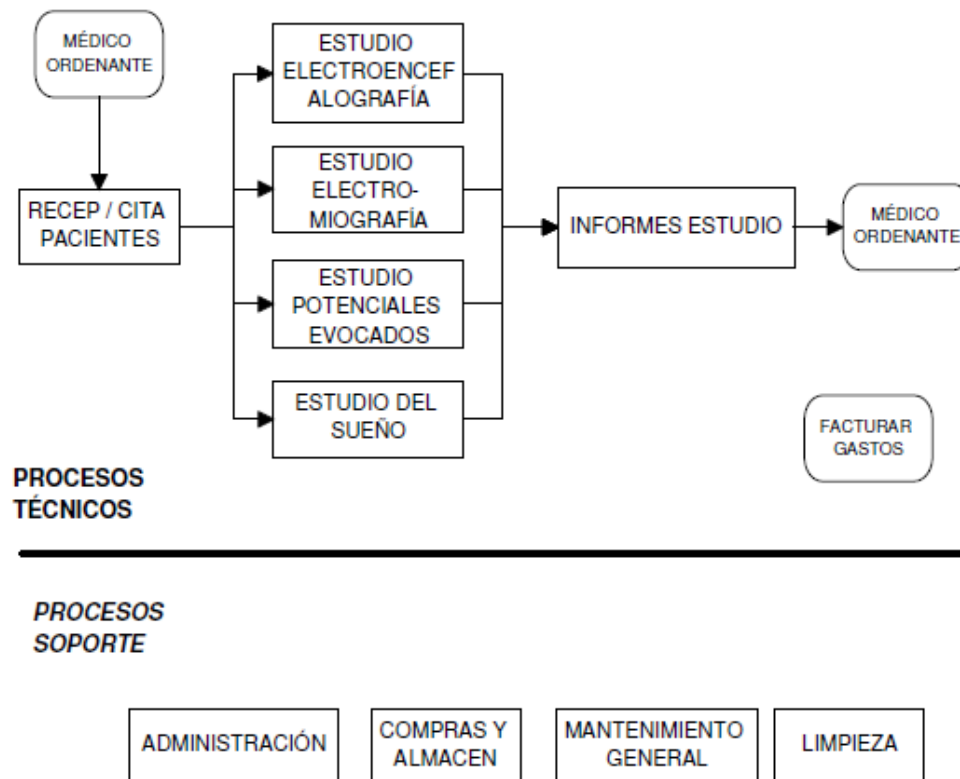 MÉDICO
ORDENANTE
RECEP / CITA
PACIENTES
ESTUDIO
ELECTROENCEF
ALOGRAFÍA
ESTUDIO
ELECTRO-
MIOGRAFÍA
ESTUDIO
POTENCIALES
EVOCADOS
ESTUDIO DEL
SUEÑO
INFORMES ESTUDIO
MÉDICO
ORDENANTE
FACTURAR
GASTOS
PROCESOS
TÉCNICOS
PROCESOS
SOPORTE
ADMINISTRACIÓN
COMPRAS Y
ALMACEN
MANTENIMIENTO
GENERAL
LIMPIEZA